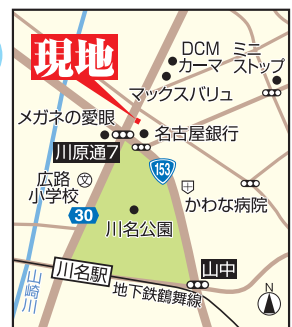 現地
DCM
カーマ
ミニ
ストップ
マックスバリュ
メガネの愛眼
名古屋銀行
川原通7
153
広路
小学校
文
30
かわな病院
川名公園
山中
川名駅
地下鉄鶴舞線
山崎川
N